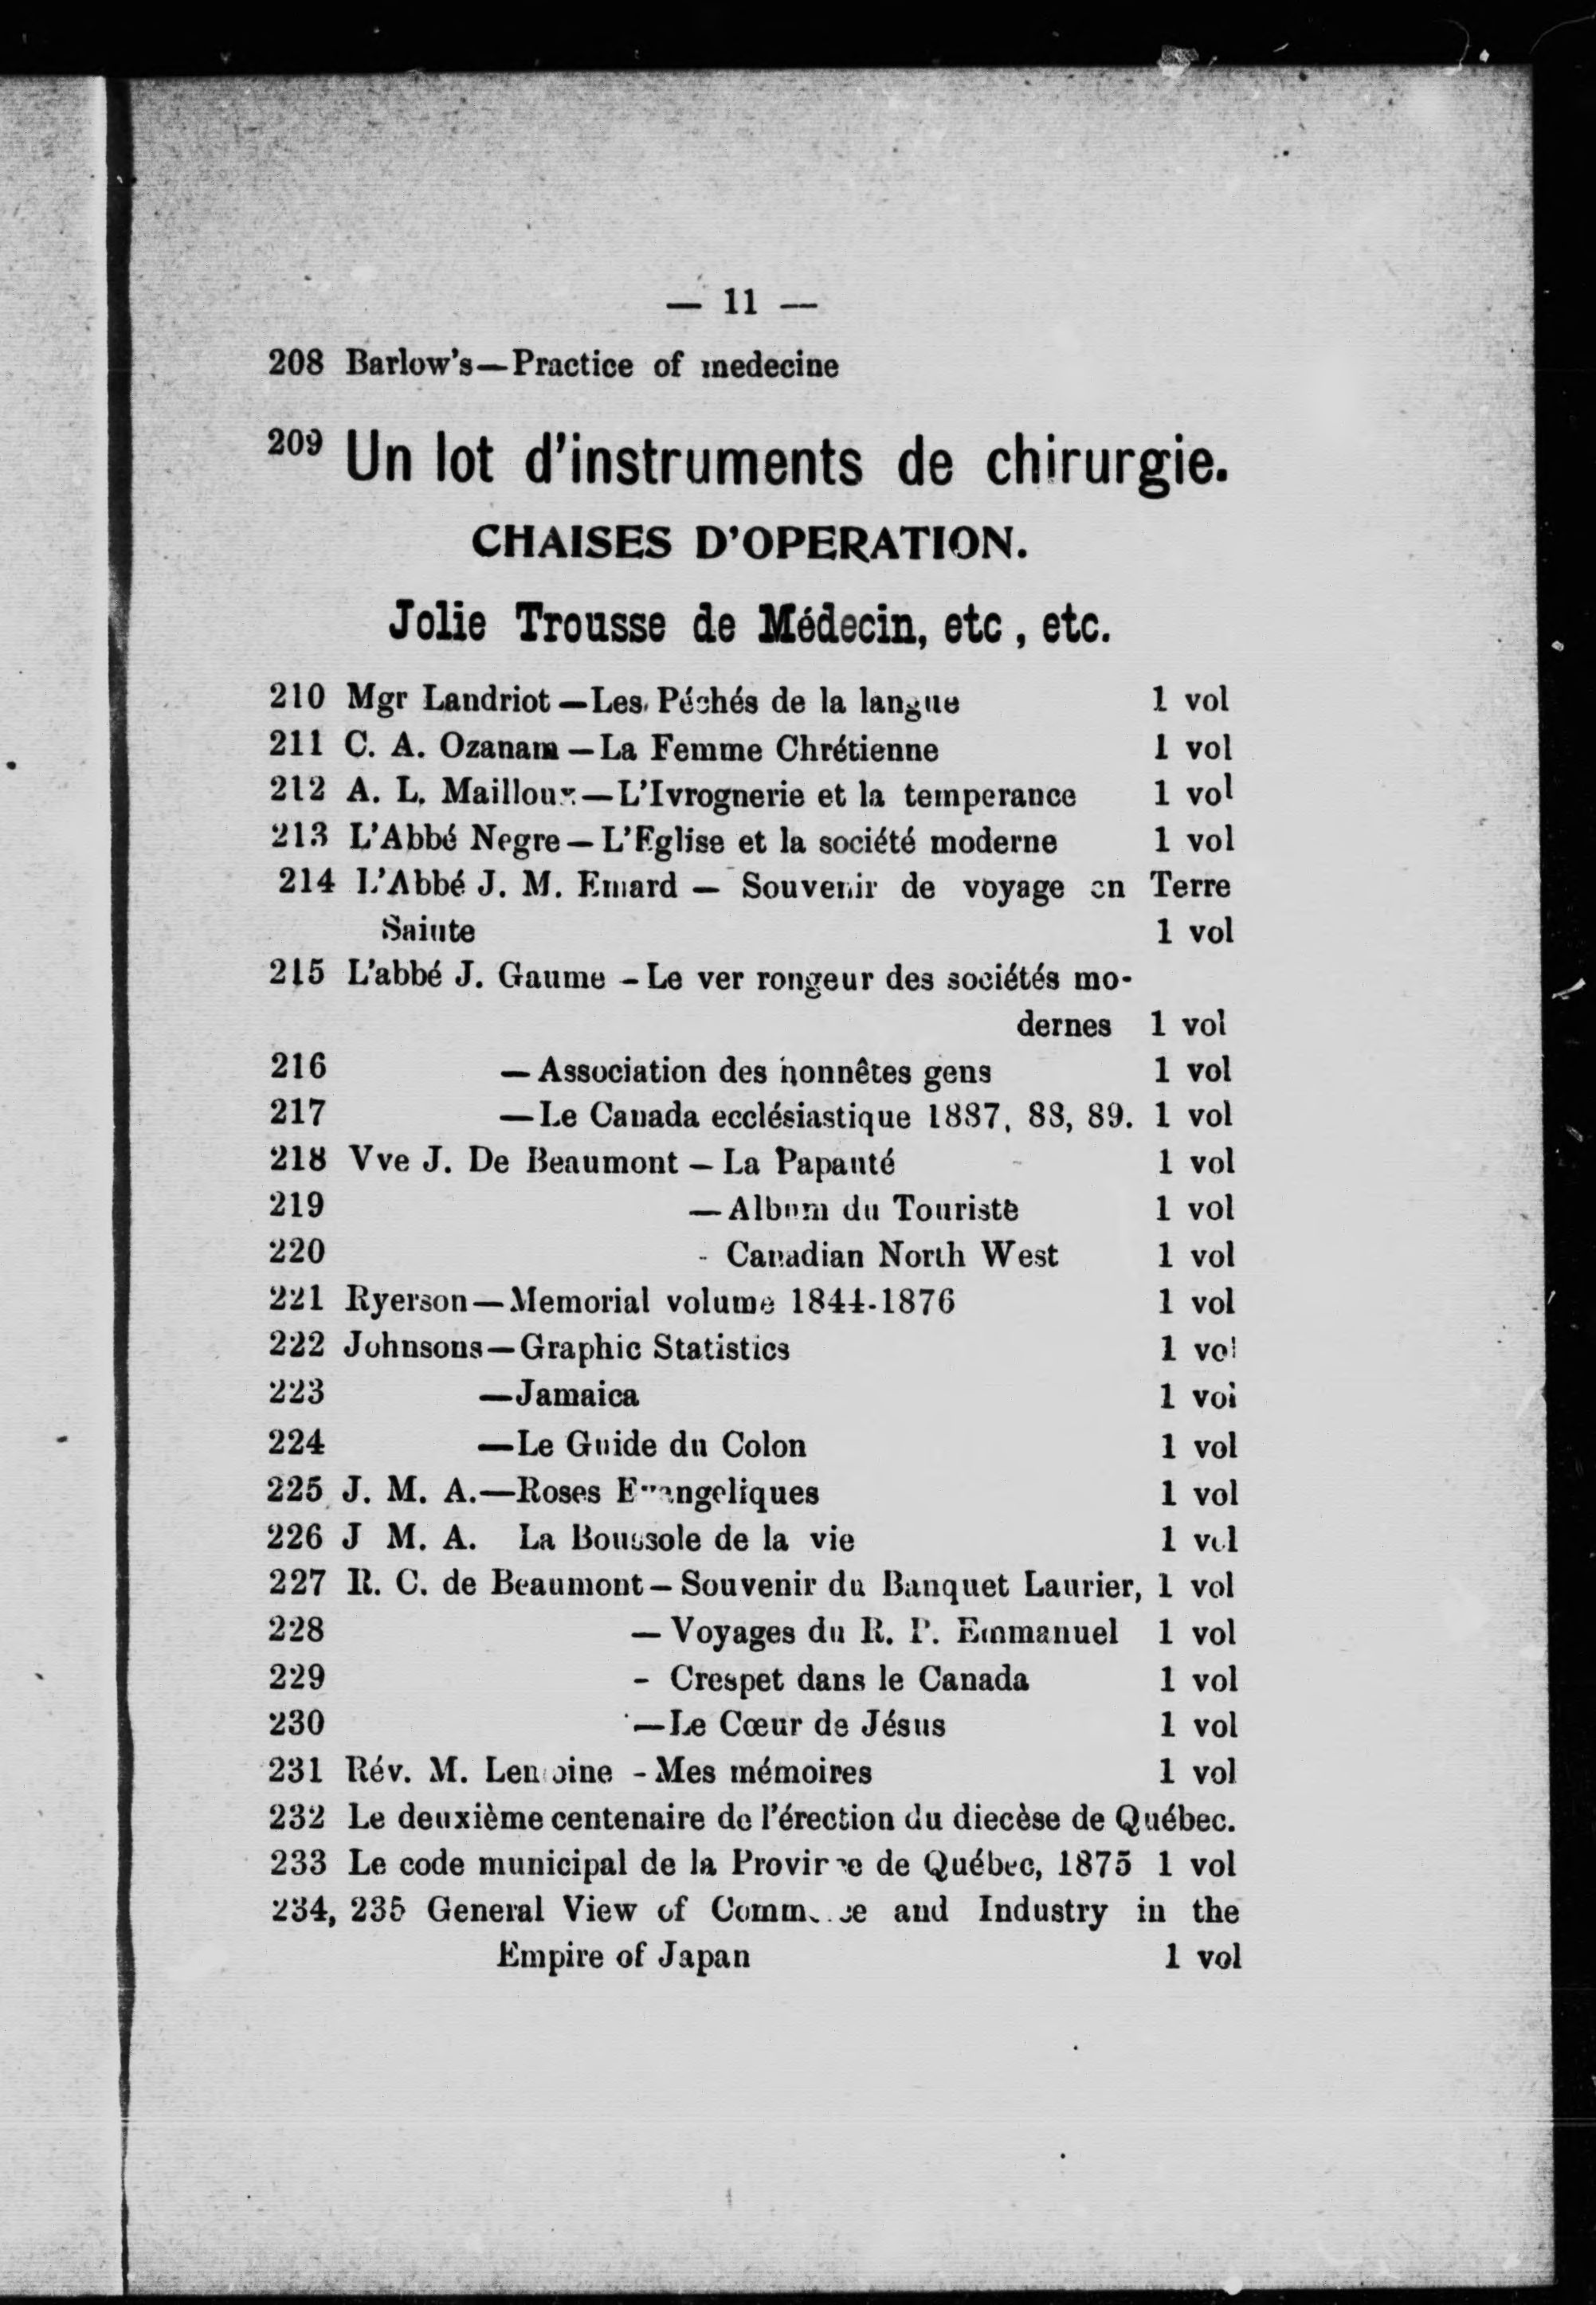 — 11 —
208 Barlow's—Practice of medecine
209 Un lot d'instruments de chirurgie.
CHAISES D'OPERATION.
Jolie Trousse de Médecin, etc , etc.
210 Mgr Landriot—Les Péchés de la langue 1 vol
211 C. A. Ozanam—La Femme Chrétienne 1 vol
212 A. L. Mailloux—L'Ivrognerie et la temperance 1 vol
213 L'Abbé Negre—L'Eglise et la société moderne 1 vol
214 L'Abbé J. M. Emard — Souvenir de voyage en Terre
Sainte 1 vol
215 L'abbé J. Gaume - Le ver rongeur des sociétés mo-
dernes 1 vol
216 —Association des honnêtes gens 1 vol
217 —Le Canada ecclésiastique 1887, 88, 89. 1 vol
218 Vve J. De Beaumont – La Papauté 1 vol
219 —Album du Touriste 1 vol
220 - Canadian North West 1 vol
221 Ryerson—Memorial volume 1844-1876 1 vol
222 Johnsons—Graphic Statistics 1 vol
223 —Jamaica 1 vol
224 —Le Guide du Colon 1 vol
225 J. M. A.—Roses Evangeliques 1 vol
226 J M. A. La Boussole de la vie 1 vol
227 R. C. de Beaumont—Souvenir du Banquet Laurier, 1 vol
228 —Voyages du R. P. Emmanuel 1 vol
229 - Crespet dans le Canada 1 vol
230 —Le Cœur de Jésus 1 vol
231 Rév. M. Lemoine - Mes mémoires 1 vol
232 Le deuxième centenaire de l'érection du diecèse de Québec.
233 Le code municipal de la Province de Québec, 1875 1 vol
234, 235 General View of Commerce and Industry in the
Empire of Japan 1 vol